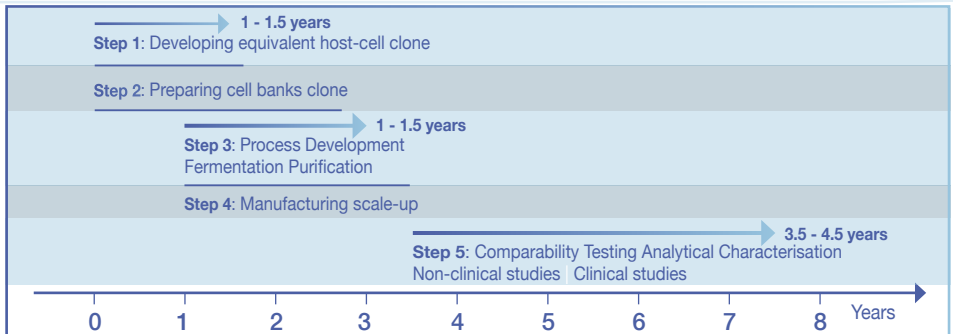 1 - 1.5 years
Step 1: Developing equivalent host-cell clone
Step 2: Preparing cell banks clone
1 - 1.5 years
Step 3: Process Development
Fermentation Purification
Step 4: Manufacturing scale-up
3.5 - 4.5 years
Step 5: Comparability Testing Analytical Characterisation
Non-clinical studies Clinical studies
0 1 2 3 4 5 6 7 8 Years